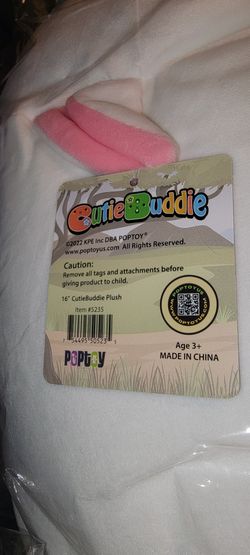 CutieBuddie
©2022 KPE Inc DBA POPTOY®
www.poptoyus.com All Rights Reserved.
Caution:
Remove all tags and attachments before
giving product to child.
16" CutieBuddie Plush
Item #5235
POPTOY
Age 3+
MADE IN CHINA